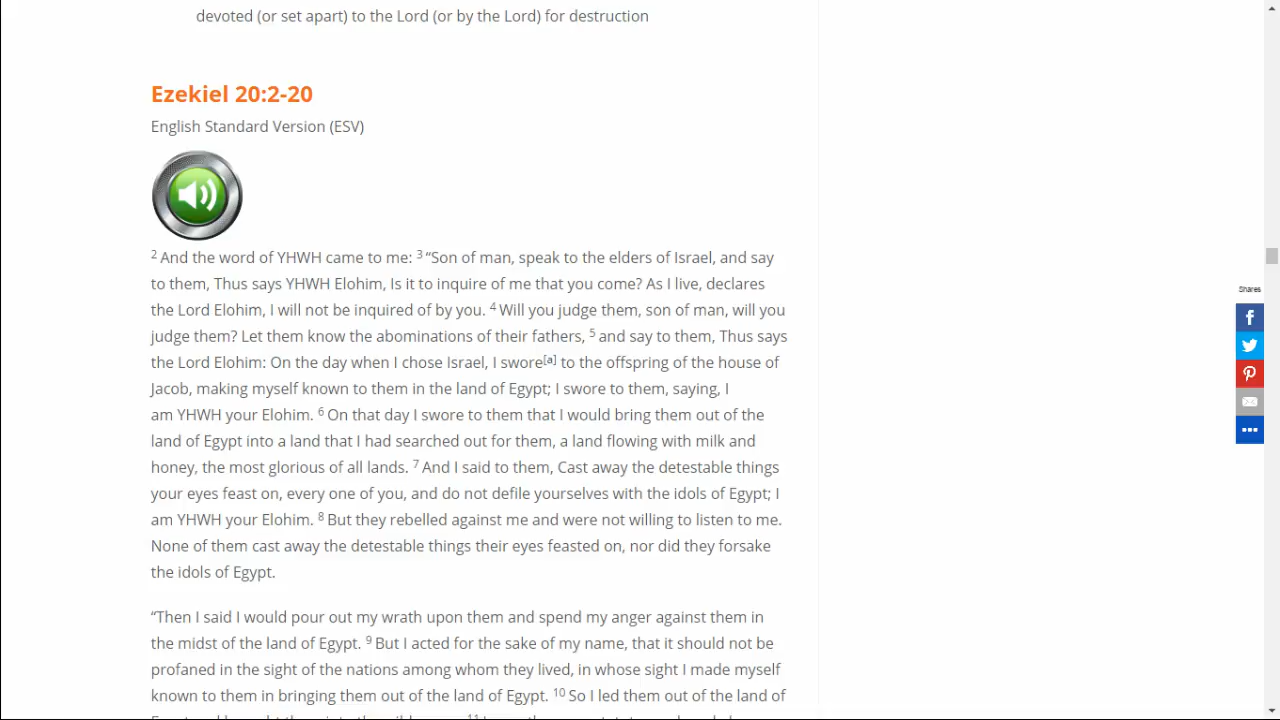 devoted (or set apart) to the Lord (or by the Lord) for destruction
Ezekiel 20:2-20
English Standard Version (ESV)
2 And the word of YHWH came to me: 3 “Son of man, speak to the elders of Israel, and say
to them, Thus says YHWH Elohim, Is it to inquire of me that you come? As I live, declares
the Lord Elohim, I will not be inquired of by you. 4 Will you judge them, son of man, will you
judge them? Let them know the abominations of their fathers, 5 and say to them, Thus says
the Lord Elohim: On the day when I chose Israel, I swore[a] to the offspring of the house of
Jacob, making myself known to them in the land of Egypt; I swore to them, saying, I
am YHWH your Elohim. 6 On that day I swore to them that I would bring them out of the
land of Egypt into a land that I had searched out for them, a land flowing with milk and
honey, the most glorious of all lands. 7 And I said to them, Cast away the detestable things
your eyes feast on, every one of you, and do not defile yourselves with the idols of Egypt; I
am YHWH your Elohim. 8 But they rebelled against me and were not willing to listen to me.
None of them cast away the detestable things their eyes feasted on, nor did they forsake
the idols of Egypt.
“Then I said I would pour out my wrath upon them and spend my anger against them in
the midst of the land of Egypt. 9 But I acted for the sake of my name, that it should not be
profaned in the sight of the nations among whom they lived, in whose sight I made myself
known to them in bringing them out of the land of Egypt. 10 So I led them out of the land of
Shares